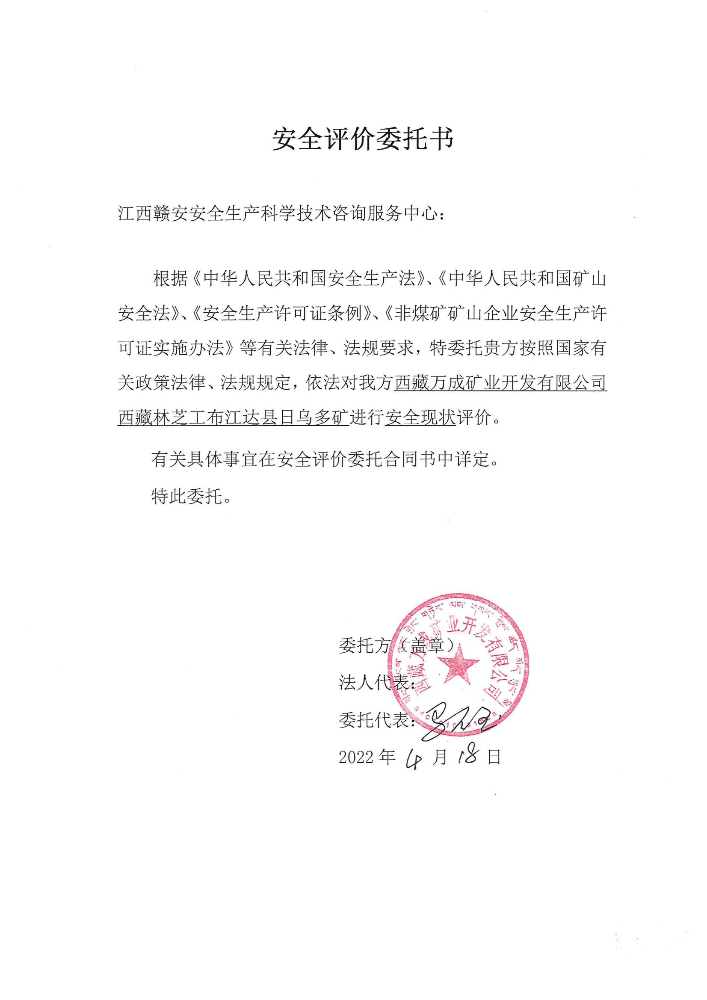 安全评价委托书
江西赣安安全生产科学技术咨询服务中心：
根据《中华人民共和国安全生产法》、《中华人民共和国矿山
安全法》、《安全生产许可证条例》、《非煤矿矿山企业安全生产许
可证实施办法》等有关法律、法规要求，特委托贵方按照国家有
关政策法律、法规规定，依法对我方西藏万成矿业开发有限公司
西藏林芝工布江达县日乌多矿进行安全现状评价。
有关具体事宜在安全评价委托合同书中详定。
特此委托。
委托方（盖章）
西藏万成矿业开发有限公司
法人代表：
委托代表：
2022 年 4 月 18 日